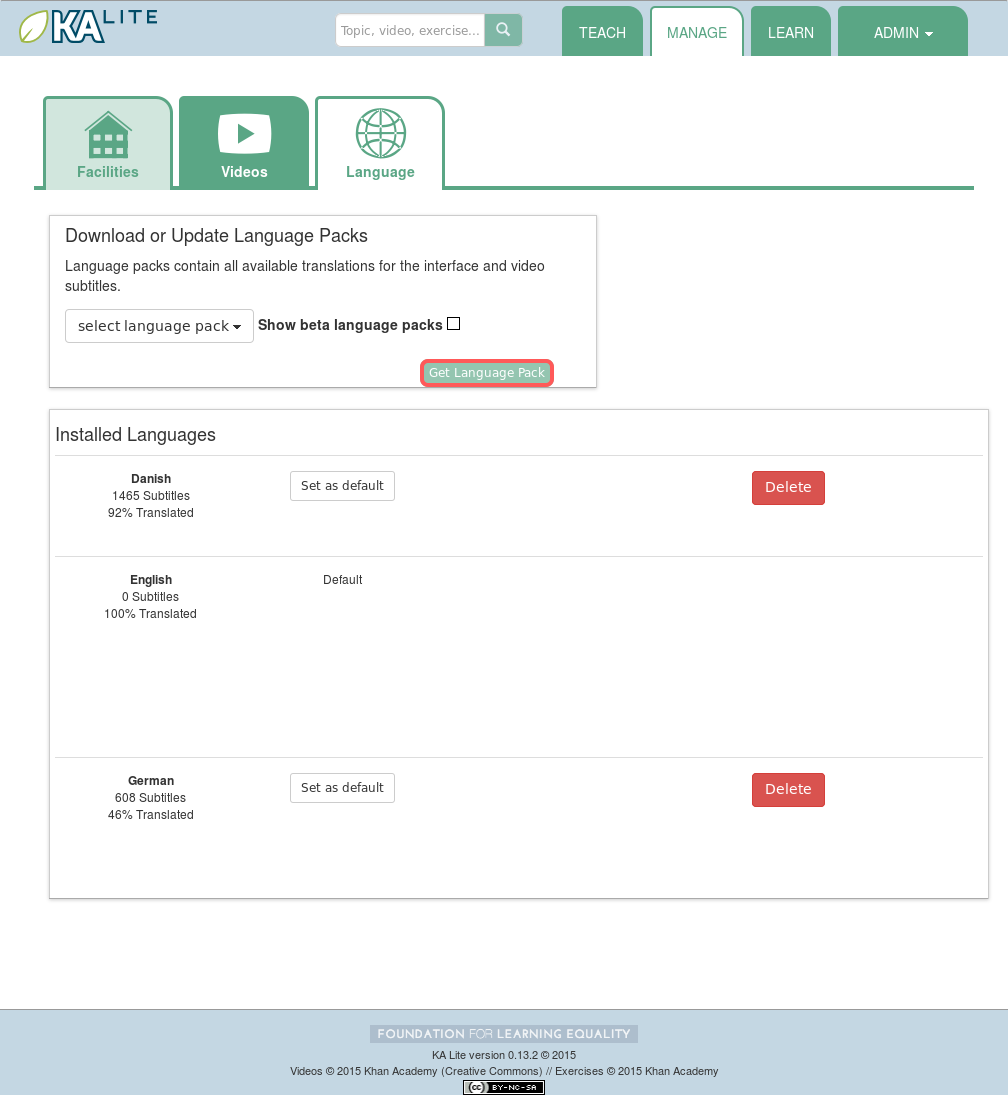 KA LITE
Topic, video, exercise...
TEACH
MANAGE
LEARN
ADMIN
Facilities
Videos
Language
Download or Update Language Packs
Language packs contain all available translations for the interface and video
subtitles.
select language pack
Show beta language packs
Get Language Pack
Installed Languages
Danish
1465 Subtitles
92% Translated
Set as default
Delete
English
0 Subtitles
100% Translated
Default
German
608 Subtitles
46% Translated
Set as default
Delete
FOUNDATION FOR LEARNING EQUALITY
KA Lite version 0.13.2 © 2015
Videos © 2015 Khan Academy (Creative Commons) // Exercises © 2015 Khan Academy
cc BY-NC-SA